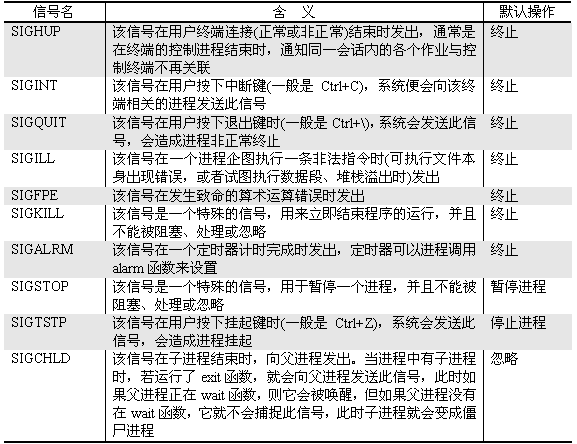 信号名 含 义 默认操作
SIGHUP 该信号在用户终端连接(正常或非正常)结束时发出，通常是 终止
在终端的控制进程结束时，通知同一会话内的各个作业与
控制终端不再关联
SIGINT 该信号在用户按下中断键(一般是 Ctrl+C)，系统便会向该终 终止
端相关的进程发送此信号
SIGQUIT 该信号在用户按下退出键时(一般是 Ctrl+\)，系统会发送此信 终止
号，会造成进程非正常终止
SIGILL 该信号在一个进程企图执行一条非法指令时(可执行文件本 终止
身出现错误，或者试图执行数据段、堆栈溢出时)发出
SIGFPE 该信号在发生致命的算术运算错误时发出 终止
SIGKILL 该信号是一个特殊的信号，用来立即结束程序的运行，并且 终止
不能被阻塞、处理或忽略
SIGALRM 该信号在一个定时器计时完成时发出，定时器可以进程调用 终止
alarm 函数来设置
SIGSTOP 该信号是一个特殊的信号，用于暂停一个进程，并且不能被 暂停进程
阻塞、处理或忽略
SIGTSTP 该信号在用户按下挂起键时(一般是 Ctrl+Z)，系统会发送此 停止进程
信号，会造成进程挂起
SIGCHLD 该信号在子进程结束时，向父进程发出。当进程中有子进程 忽略
时，若运行了 exit 函数，就会向父进程发送此信号，此时如
果父进程正在 wait 函数，则它会被唤醒，但如果父进程没有
在 wait 函数，它就不会捕捉此信号，此时子进程就会变成僵
尸进程